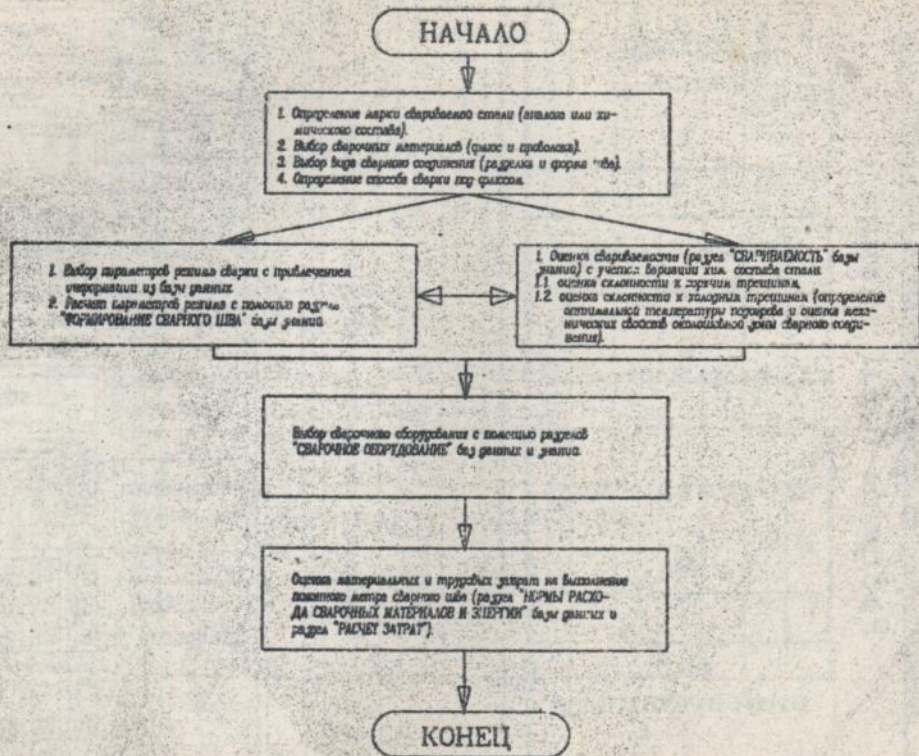 НАЧАЛО
1. Определение марки свариваемой стали (аналога или хи-
мического состава).
2. Выбор сварочных материалов (флюс и проволока).
3. Выбор вида сварного соединения (разделка и форма шва).
4. Определение способа сварки под флюсом.
1. Выбор параметров режима сварки с привлечением
информации из базы данных.
2. Расчет параметров режима с помощью раздела
"ФОРМИРОВАНИЕ СВАРНОГО ШВА" базы знаний.
1. Оценка свариваемости (раздел "СВАРИВАЕМОСТЬ" базы
знаний) с учетом вариации хим. состава стали.
1.1. оценка склонности к горячим трещинам,
1.2. оценка склонности к холодным трещинам (определение
оптимальной температуры подогрева и оценка меха-
нических свойств околошовной зоны сварного соеди-
нения).
Выбор сварочного оборудования с помощью разделов
"СВАРОЧНОЕ ОБОРУДОВАНИЕ" баз данных и знаний.
Оценка материальных и трудовых затрат на выполнение
погонного метра сварного шва (раздел "НОРМЫ РАСХО-
ДА СВАРОЧНЫХ МАТЕРИАЛОВ И ЭНЕРГИИ" базы данных и
раздел "РАСЧЕТ ЗАТРАТ").
КОНЕЦ